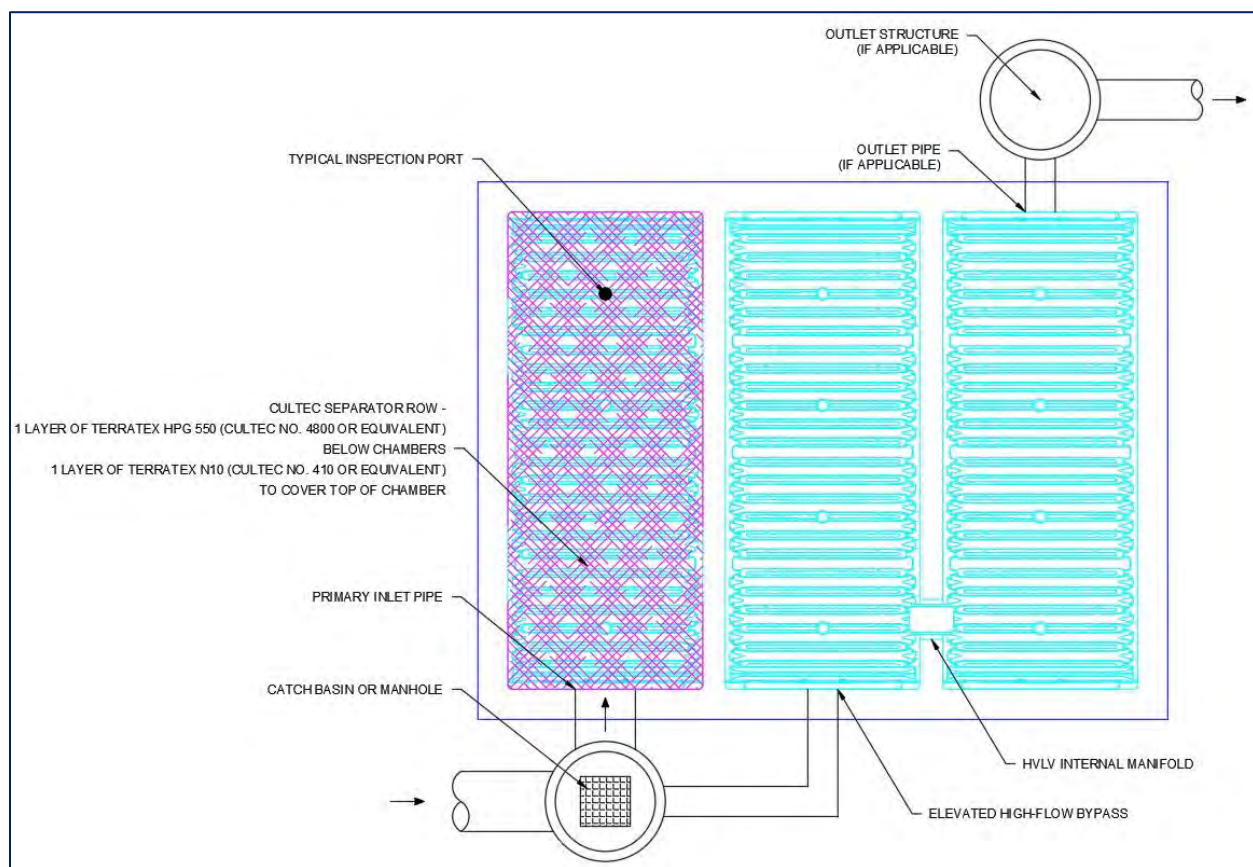 OUTLET STRUCTURE
(IF APPLICABLE)
OUTLET PIPE
(IF APPLICABLE)
TYPICAL INSPECTION PORT
CULTEC SEPARATOR ROW -
1 LAYER OF TERRATEX HPG 550 (CULTEC NO. 4800 OR EQUIVALENT)
BELOW CHAMBERS
1 LAYER OF TERRATEX N10 (CULTEC NO. 410 OR EQUIVALENT)
TO COVER TOP OF CHAMBER
PRIMARY INLET PIPE
CATCH BASIN OR MANHOLE
HVLV INTERNAL MANIFOLD
ELEVATED HIGH-FLOW BYPASS